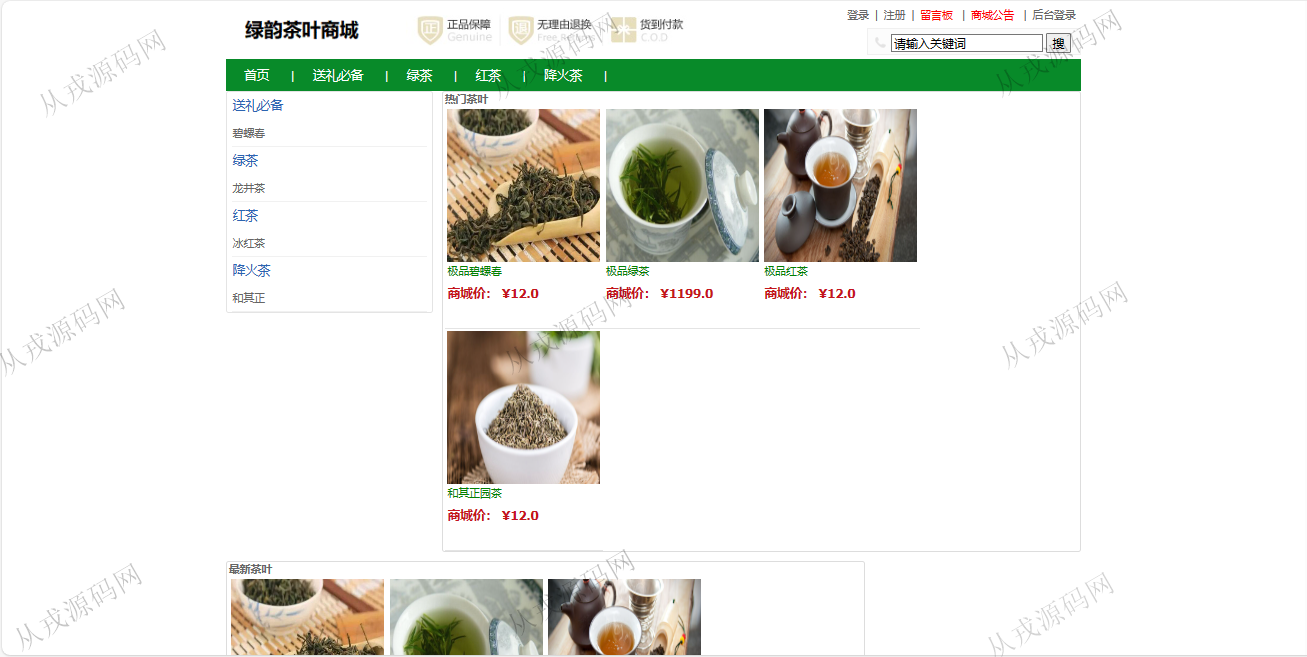 绿韵茶叶商城
正品保障
Genuine
无理由退换
货到付款
C.O.D
登录 | 注册 | 留言板 | 商城公告 | 后台登录
请输入关键词 搜
首页 | 送礼必备 | 绿茶 | 红茶 | 降火茶 |
送礼必备
碧螺春
绿茶
龙井茶
红茶
冰红茶
降火茶
和其正
热门茶叶
极品碧螺春
商城价: ¥12.0
极品绿茶
商城价: ¥1199.0
极品红茶
商城价: ¥12.0
和其正园茶
商城价: ¥12.0
最新茶叶
从戎源码网
从戎源码网
从戎源码网
从戎源码网
从戎源码网
从戎源码网
从戎源码网
从戎源码网
从戎源码网